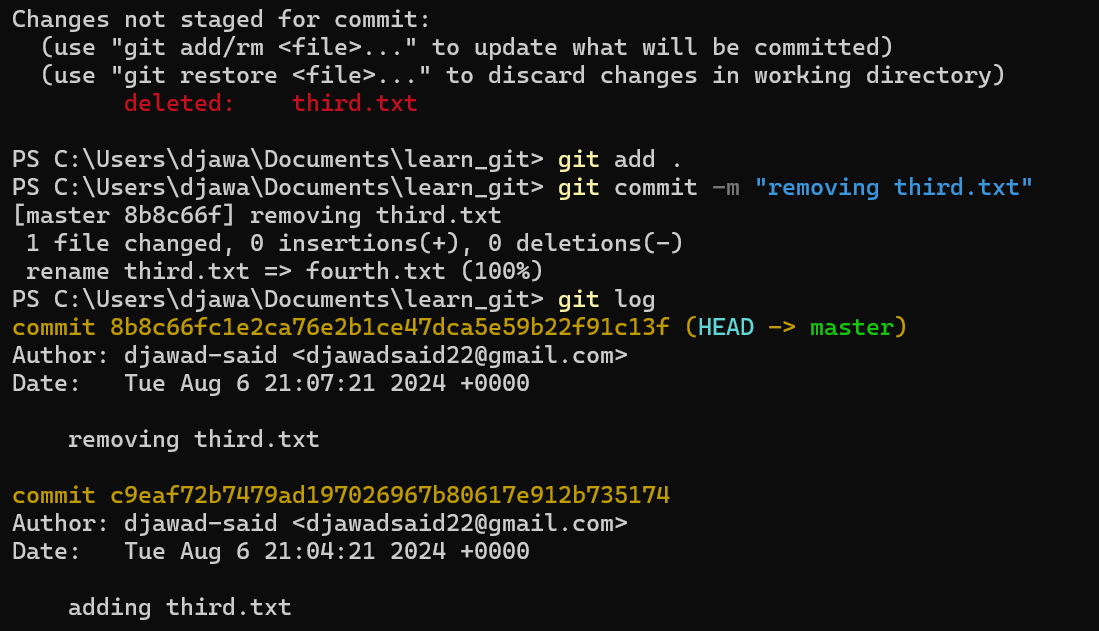 Changes not staged for commit:
  (use "git add/rm <file>..." to update what will be committed)
  (use "git restore <file>..." to discard changes in working directory)
        deleted:    third.txt

PS C:\Users\djawa\Documents\learn_git> git add .
PS C:\Users\djawa\Documents\learn_git> git commit -m "removing third.txt"
[master 8b8c66f] removing third.txt
 1 file changed, 0 insertions(+), 0 deletions(-)
 rename third.txt => fourth.txt (100%)
PS C:\Users\djawa\Documents\learn_git> git log
commit 8b8c66fc1e2ca76e2b1ce47dca5e59b22f91c13f (HEAD -> master)
Author: djawad-said <djawadsaid22@gmail.com>
Date:   Tue Aug 6 21:07:21 2024 +0000

    removing third.txt

commit c9eaf72b7479ad197026967b80617e912b735174
Author: djawad-said <djawadsaid22@gmail.com>
Date:   Tue Aug 6 21:04:21 2024 +0000

    adding third.txt